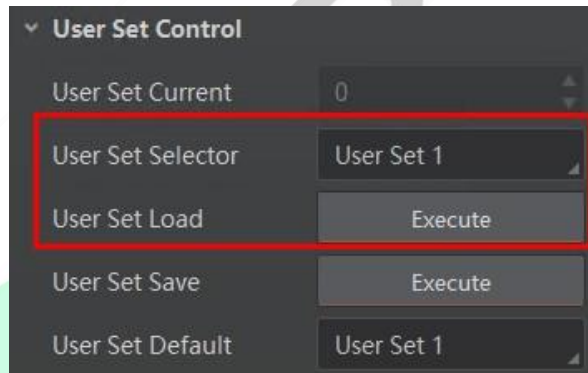 User Set Control
User Set Current 0
User Set Selector User Set 1
User Set Load Execute
User Set Save Execute
User Set Default User Set 1